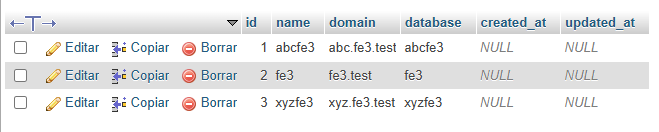 id name domain database created_at updated_at
Editar Copiar Borrar 1 abcfe3 abc.fe3.test abcfe3 NULL NULL
Editar Copiar Borrar 2 fe3 fe3.test fe3 NULL NULL
Editar Copiar Borrar 3 xyzfe3 xyz.fe3.test xyzfe3 NULL NULL